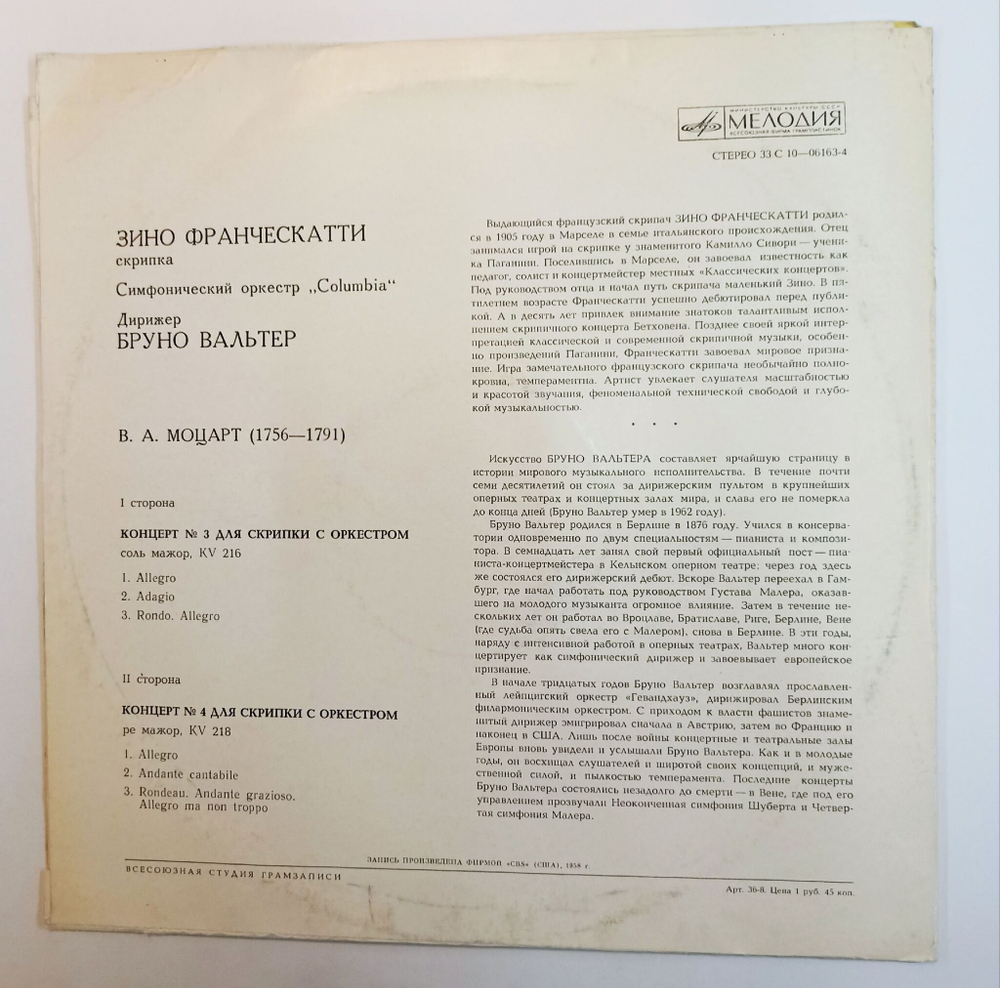 МИНИСТЕРСТВО КУЛЬТУРЫ СССР
МЕЛОДИЯ
ВСЕСОЮЗНАЯ ФИРМА ГРАМПЛАСТИНОК
СТЕРЕО 33 С 10—06163-4
ЗИНО ФРАНЧЕСКАТТИ
скрипка
Симфонический оркестр „Columbia“
Дирижер
БРУНО ВАЛЬТЕР
В. А. МОЦАРТ (1756—1791)
I сторона
КОНЦЕРТ № 3 ДЛЯ СКРИПКИ С ОРКЕСТРОМ
соль мажор, KV 216
1. Allegro
2. Adagio
3. Rondo. Allegro
II сторона
КОНЦЕРТ № 4 ДЛЯ СКРИПКИ С ОРКЕСТРОМ
ре мажор, KV 218
1. Allegro
2. Andante cantabile
3. Rondeau. Andante grazioso.
Allegro ma non troppo
Выдающийся французский скрипач ЗИНО ФРАНЧЕСКАТТИ родил-
ся в 1905 году в Марселе в семье итальянского происхождения. Отец
занимался игрой на скрипке у знаменитого Камилло Сивори — учени-
ка Паганини. Поселившись в Марселе, он завоевал известность как
педагог, солист и концертмейстер местных «Классических концертов».
Под руководством отца и начал путь скрипача маленький Зино. В пя-
тилетнем возрасте Франческатти успешно дебютировал перед публи-
кой. А в десять лет привлек внимание знатоков талантливым испол-
нением скрипичного концерта Бетховена. Позднее своей яркой интер-
претацией классической и современной скрипичной музыки, особен-
но произведений Паганини, Франческатти завоевал мировое призна-
ние. Игра замечательного французского скрипача необычайно полно-
кровна, темпераментна. Артист увлекает слушателя масштабностью
и красотой звучания, феноменальной технической свободой и глубо-
кой музыкальностью.
. . .
Искусство БРУНО ВАЛЬТЕРА составляет ярчайшую страницу в
истории мирового музыкального исполнительства. В течение почти
семи десятилетий он стоял за дирижерским пультом в крупнейших
оперных театрах и концертных залах мира, и слава его не померкла
до конца дней (Бруно Вальтер умер в 1962 году).
Бруно Вальтер родился в Берлине в 1876 году. Учился в консерва-
тории одновременно по двум специальностям — пианиста и компози-
тора. В семнадцать лет занял свой первый официальный пост — пиа-
ниста-концертмейстера в Кельнском оперном театре; через год здесь
же состоялся его дирижерский дебют. Вскоре Вальтер переехал в Гам-
бург, где начал работать под руководством Густава Малера, оказав-
шего на молодого музыканта огромное влияние. Затем в течение не-
скольких лет он работал во Вроцлаве, Братиславе, Риге, Берлине, Вене
(где судьба опять свела его с Малером), снова в Берлине. В эти годы,
наряду с интенсивной работой в оперных театрах, Вальтер много кон-
цертирует как симфонический дирижер и завоевывает европейское
признание.
В начале тридцатых годов Бруно Вальтер возглавлял прославлен-
ный лейпцигский оркестр «Гевандхауз», дирижировал Берлинским
филармоническим оркестром. С приходом к власти фашистов знаме-
нитый дирижер эмигрировал сначала в Австрию, затем во Францию и
наконец в США. Лишь после войны концертные и театральные залы
Европы вновь увидели и услышали Бруно Вальтера. Как и в молодые
годы, он восхищал слушателей и широтой своих концепций, и муже-
ственной силой, и пылкостью темперамента. Последние концерты
Бруно Вальтера состоялись незадолго до смерти — в Вене, где под его
управлением прозвучали Неоконченная симфония Шуберта и Четвер-
тая симфония Малера.
ЗАПИСЬ ПРОИЗВЕДЕНА ФИРМОЙ «CBS» (США), 1958 г.
ВСЕСОЮЗНАЯ СТУДИЯ ГРАМЗАПИСИ
Арт. 36-8. Цена 1 руб. 45 коп.